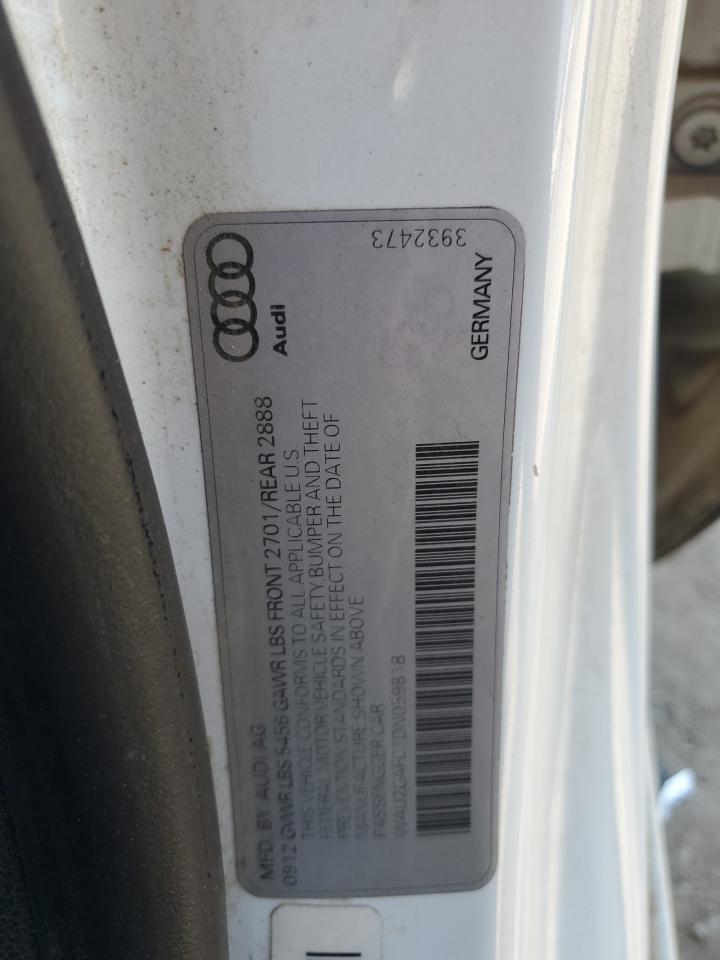 Audi
3932473
GERMANY
MFD. BY AUDI AG
0912 GVWR LBS 5456 GAWR LBS FRONT 2701/REAR 2888
THIS VEHICLE CONFORMS TO ALL APPLICABLE U.S.
FEDERAL MOTOR VEHICLE SAFETY, BUMPER AND THEFT
PREVENTION STANDARDS IN EFFECT ON THE DATE OF
MANUFACTURE SHOWN ABOVE
PASSENGGER CAR
WAU2GAFC1DN059818